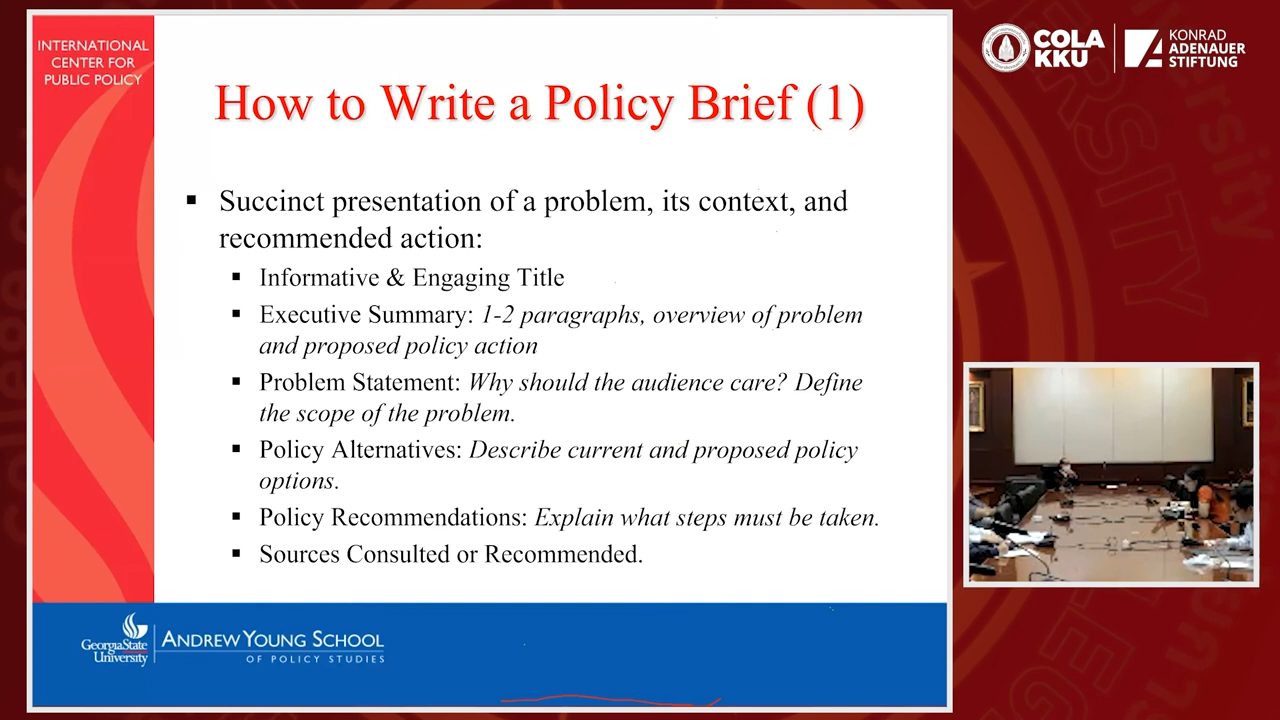 INTERNATIONAL
CENTER FOR
PUBLIC POLICY
How to Write a Policy Brief (1)
▪ Succinct presentation of a problem, its context, and
recommended action:
▪ Informative & Engaging Title
▪ Executive Summary: 1-2 paragraphs, overview of problem
and proposed policy action
▪ Problem Statement: Why should the audience care? Define
the scope of the problem.
▪ Policy Alternatives: Describe current and proposed policy
options.
▪ Policy Recommendations: Explain what steps must be taken.
▪ Sources Consulted or Recommended.
GeorgiaState
University
ANDREW YOUNG SCHOOL
OF POLICY STUDIES
COLA
KKU
KONRAD
ADENAUER
STIFTUNG